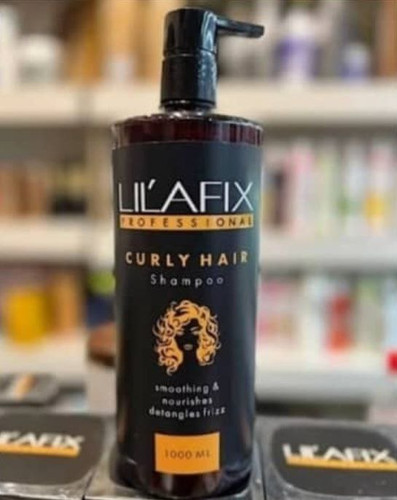 LIL'AFIX
PROFESSIONAL
CURLY HAIR
Shampoo
smoothing &
nourishes
detangles frizz
1000 ML
LIL'AFIX
LIL'AFIX